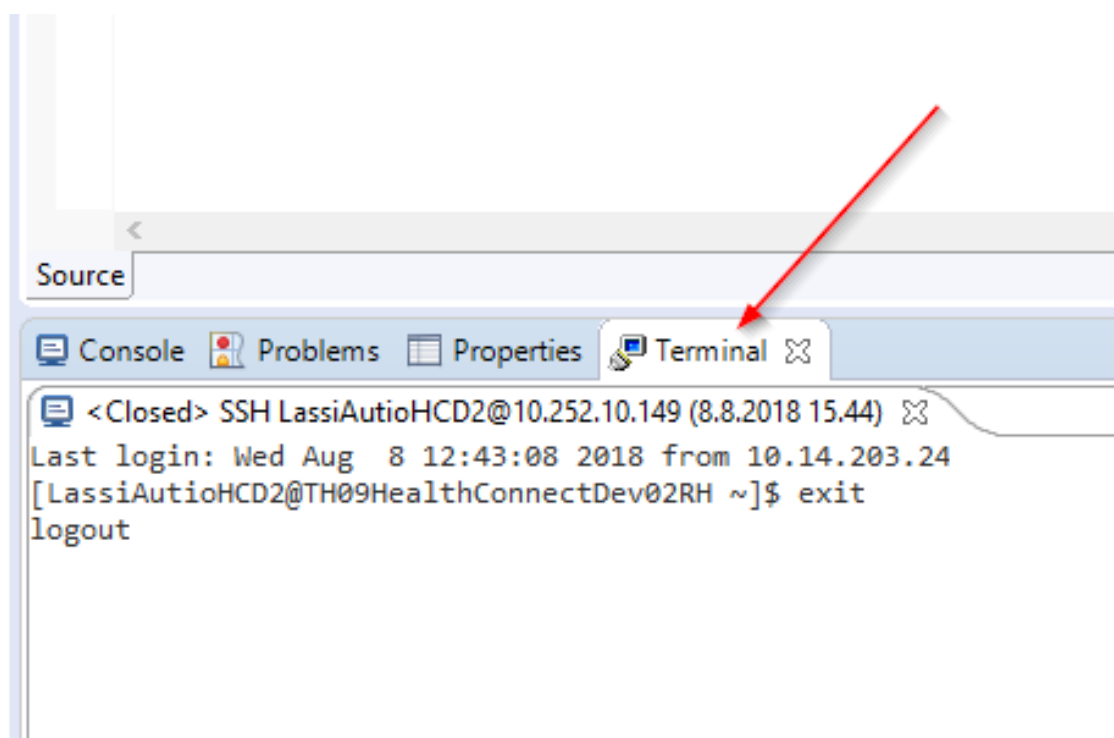 Source
Console Problems Properties Terminal
<Closed> SSH LassiAutioHCD2@10.252.10.149 (8.8.2018 15.44)
Last login: Wed Aug  8 12:43:08 2018 from 10.14.203.24
[LassiAutioHCD2@TH09HealthConnectDev02RH ~]$ exit
logout